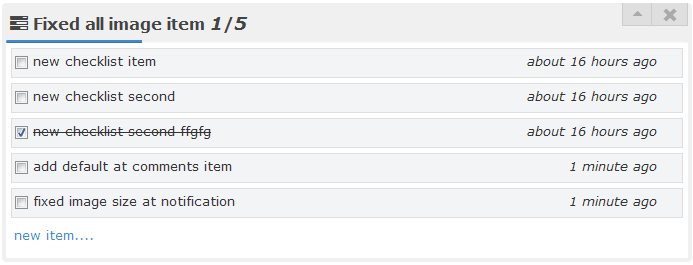 Fixed all image item 1/5
new checklist item about 16 hours ago
new checklist second about 16 hours ago
new checklist second ffgfg about 16 hours ago
add default at comments item 1 minute ago
fixed image size at notification 1 minute ago
new item....